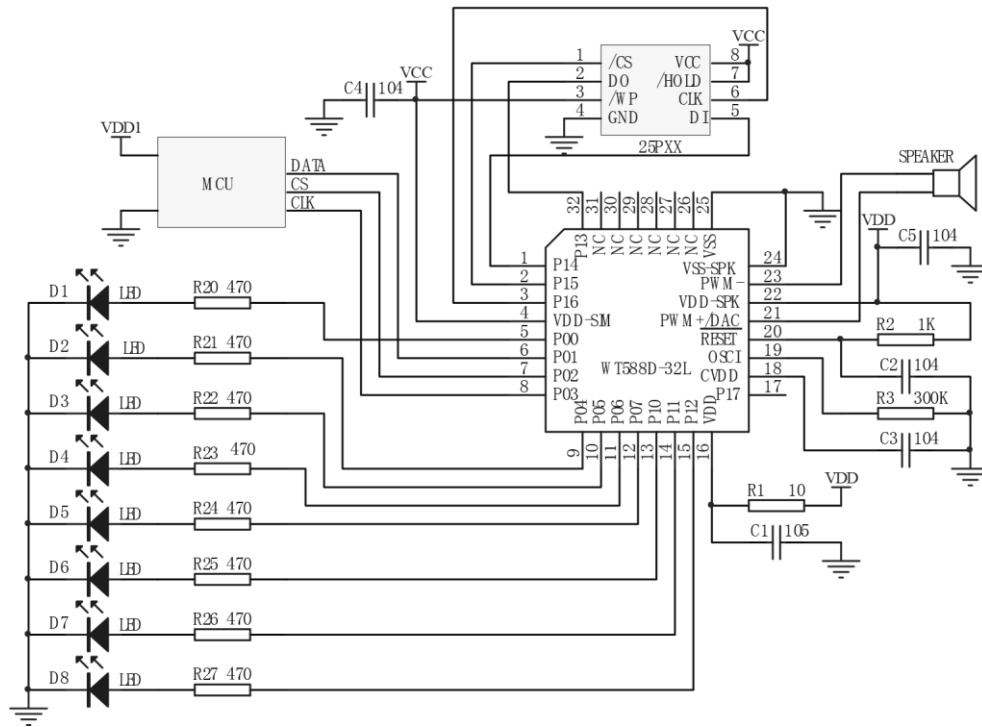 VCC
1 /CS VCC 8
2 DO /HOLD 7
3 /WP CLK 6
4 GND DI 5
25PXX
C4 104
VCC
VDD1
MCU
DATA
CS
CLK
SPEAKER
VDD
C5 104
32 31 30 29 28 27 26 25
P13 NC NC NC NC NC NC VSS
1 P14
2 P15
3 P16
4 VDD-SIM
5 P00
6 P01
7 P02
8 P03
VSS-SPK 24
PWM- 23
VDD-SPK 22
PWM+/DAC 21
RESET 20
OSCI 19
CVDD 18
P17 17
WT588D-32L
P04 P05 P06 P07 P10 P11 P12 VDD
9 10 11 12 13 14 15 16
R2 1K
C2 104
R3 300K
C3 104
R1 10
VDD
C1 105
D1 LED R20 470
D2 LED R21 470
D3 LED R22 470
D4 LED R23 470
D5 LED R24 470
D6 LED R25 470
D7 LED R26 470
D8 LED R27 470